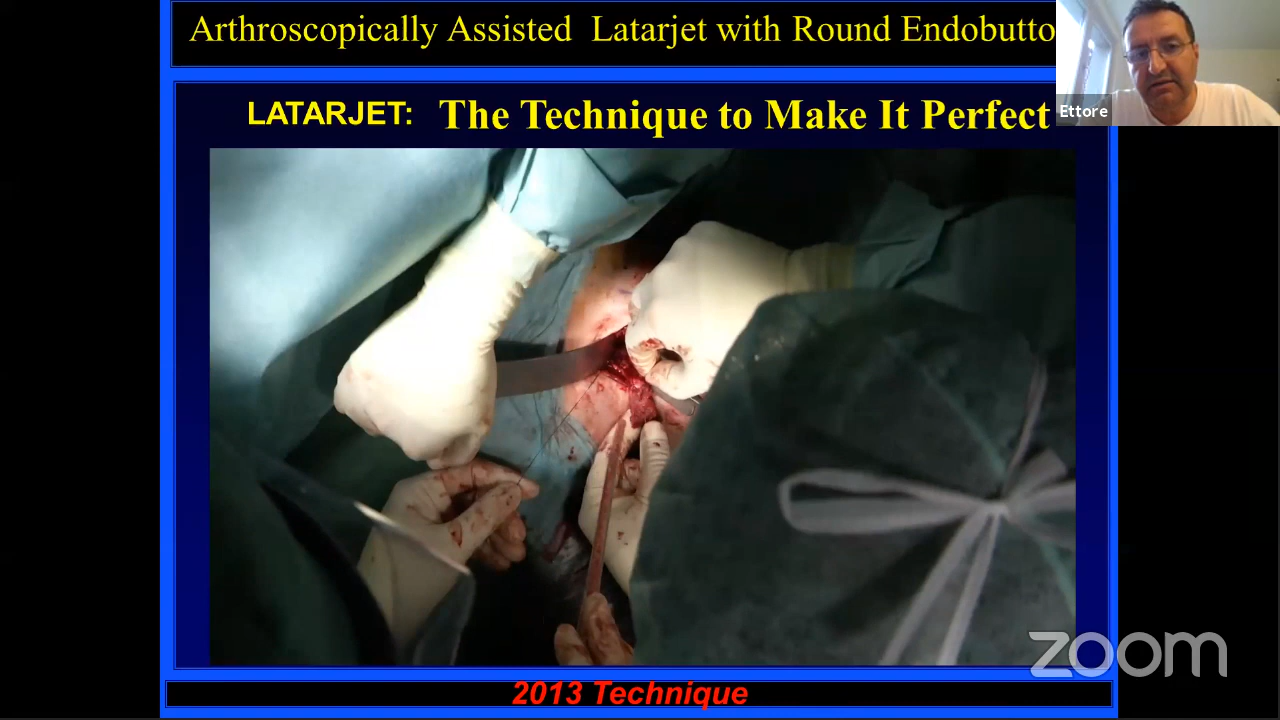 Arthroscopically Assisted Latarjet with Round Endobutto
Ettore
LATARJET: The Technique to Make It Perfect
zoom
2013 Technique